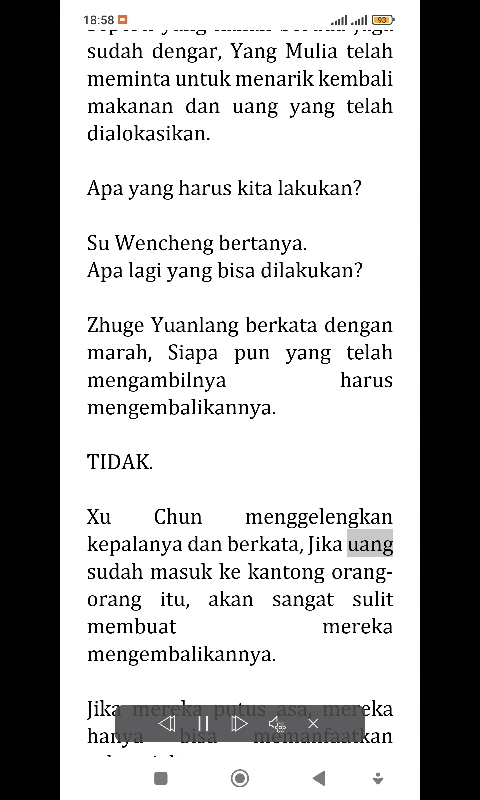 18:58
93
sudah dengar, Yang Mulia telah
meminta untuk menarik kembali
makanan dan uang yang telah
dialokasikan.
Apa yang harus kita lakukan?
Su Wencheng bertanya.
Apa lagi yang bisa dilakukan?
Zhuge Yuanlang berkata dengan
marah, Siapa pun yang telah
mengambilnya harus
mengembalikannya.
TIDAK.
Xu Chun menggelengkan
kepalanya dan berkata, Jika uang
sudah masuk ke kantong orang-
orang itu, akan sangat sulit
membuat mereka
mengembalikannya.
Jika mereka putus asa, mereka
hanya bisa memanfaatkan